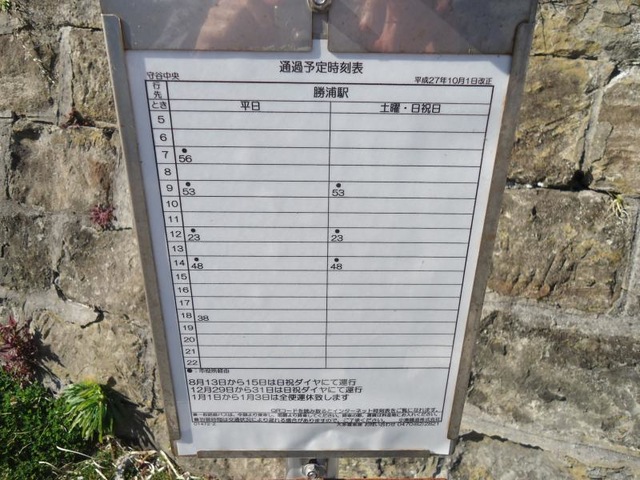 通過予定時刻表
守谷中央 平成27年10月1日改正
行先 勝浦駅
とき 平日 土曜・日祝日
5
6
7 ●56
8
9 ●53 ●53
10
11
12 ●23 ●23
13
14 ●48 ●48
15
16
17
18 38
19
20
21
22
●:市役所経由
8月13日から15日は日祝ダイヤにて運行
12月29日から31日は日祝ダイヤにて運行
1月1日から1月3日は全便運休致します